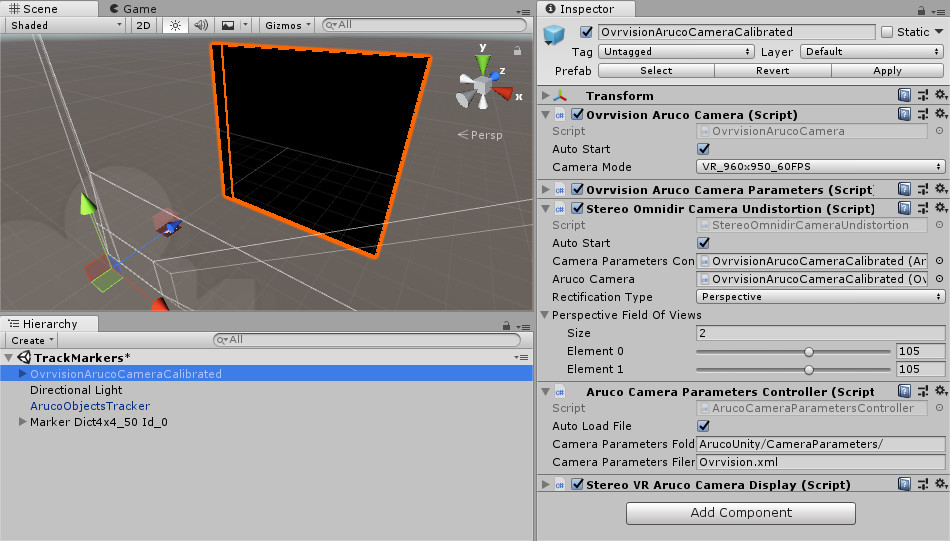 Scene
Game
Shaded
2D
Gizmos
All
y
z
x
Persp
Hierarchy
Create
All
TrackMarkers*
OvrvisionArucoCameraCalibrated
Directional Light
ArucoObjectsTracker
Marker Dict4x4_50 Id_0
Inspector
OvrvisionArucoCameraCalibrated
Static
Tag
Untagged
Layer
Default
Prefab
Select
Revert
Apply
Transform
Ovrvision Aruco Camera (Script)
Script
OvrvisionArucoCamera
Auto Start
Camera Mode
VR_960x950_60FPS
Ovrvision Aruco Camera Parameters (Script)
Stereo Omnidir Camera Undistortion (Script)
Script
StereoOmnidirCameraUndistortion
Auto Start
Camera Parameters Con
OvrvisionArucoCameraCalibrated (Ar
Aruco Camera
OvrvisionArucoCameraCalibrated (Ov
Rectification Type
Perspective
Perspective Field Of Views
Size
2
Element 0
105
Element 1
105
Aruco Camera Parameters Controller (Script
Script
ArucoCameraParametersController
Auto Load File
Camera Parameters Fold
ArucoUnity/CameraParameters/
Camera Parameters Filer
Ovrvision.xml
Stereo VR Aruco Camera Display (Script)
Add Component